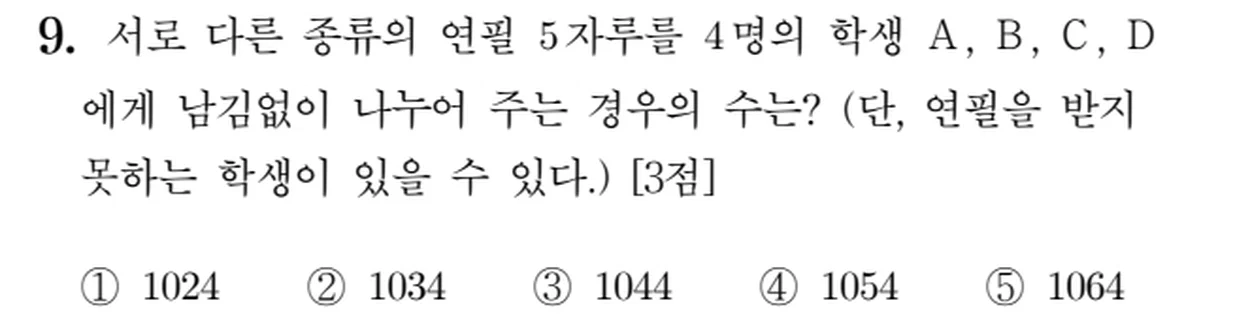 9. 서로 다른 종류의 연필 5자루를 4명의 학생 A, B, C, D
에게 남김없이 나누어 주는 경우의 수는? (단, 연필을 받지
못하는 학생이 있을 수 있다.) [3점]
① 1024 ② 1034 ③ 1044 ④ 1054 ⑤ 1064